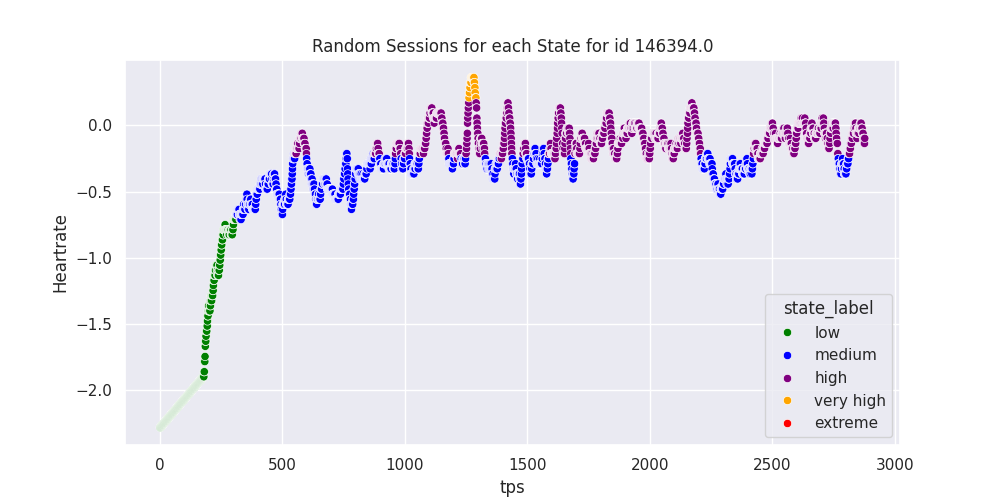 Random Sessions for each State for id 146394.0
Heartrate
0.0
−0.5
−1.0
−1.5
−2.0
0
500
1000
1500
2000
2500
3000
tps
state_label
low
medium
high
very high
extreme